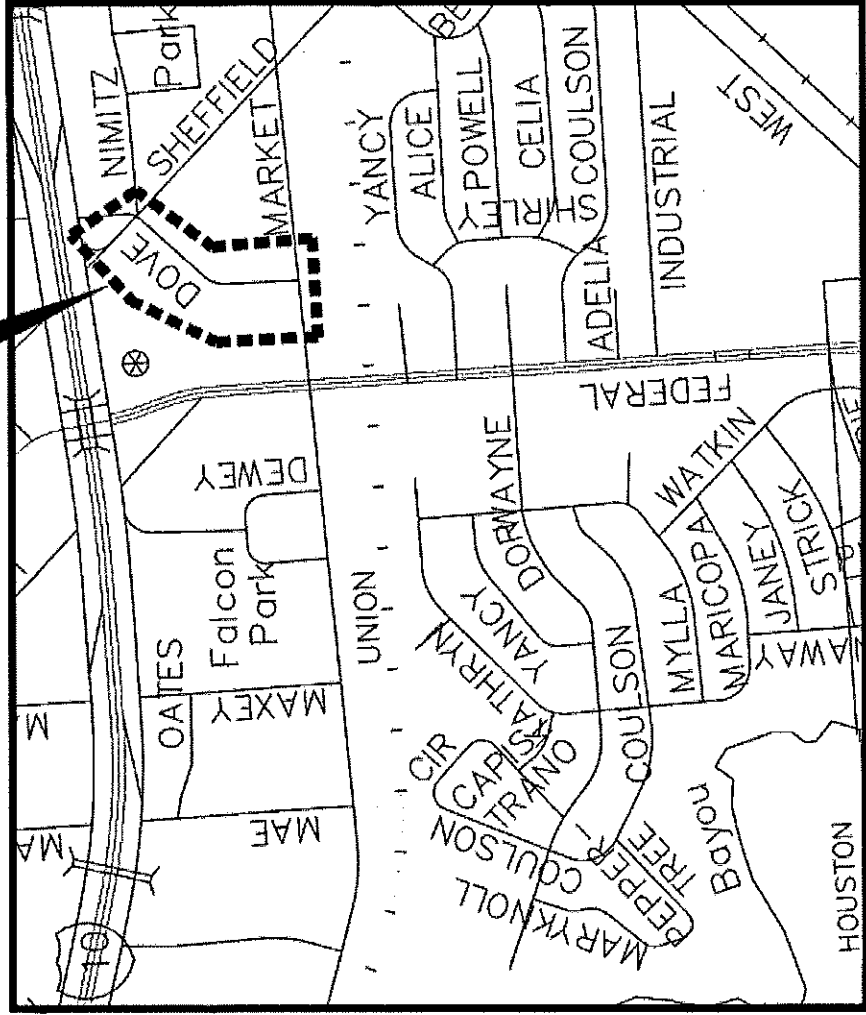 NIMITZ
Park
SHEFFIELD
DOVE
MARKET
YANCY
ALICE
POWELL
CELIA
COULSON
SHIRLEY
ADELIA
INDUSTRIAL
WEST
FEDERAL
DEWEY
Falcon
Park
UNION
OATES
MAXEY
MAE
10
DORWAYNE
YANCY
KATHRYN
WATKIN
MYLLA
MARICOPA
JANEY
STRICK
COULSON
CIR
CAPIS
TRANO
COULSON
PEPPER-
TREE
MARYKNOLL
Bayou
HOUSTON